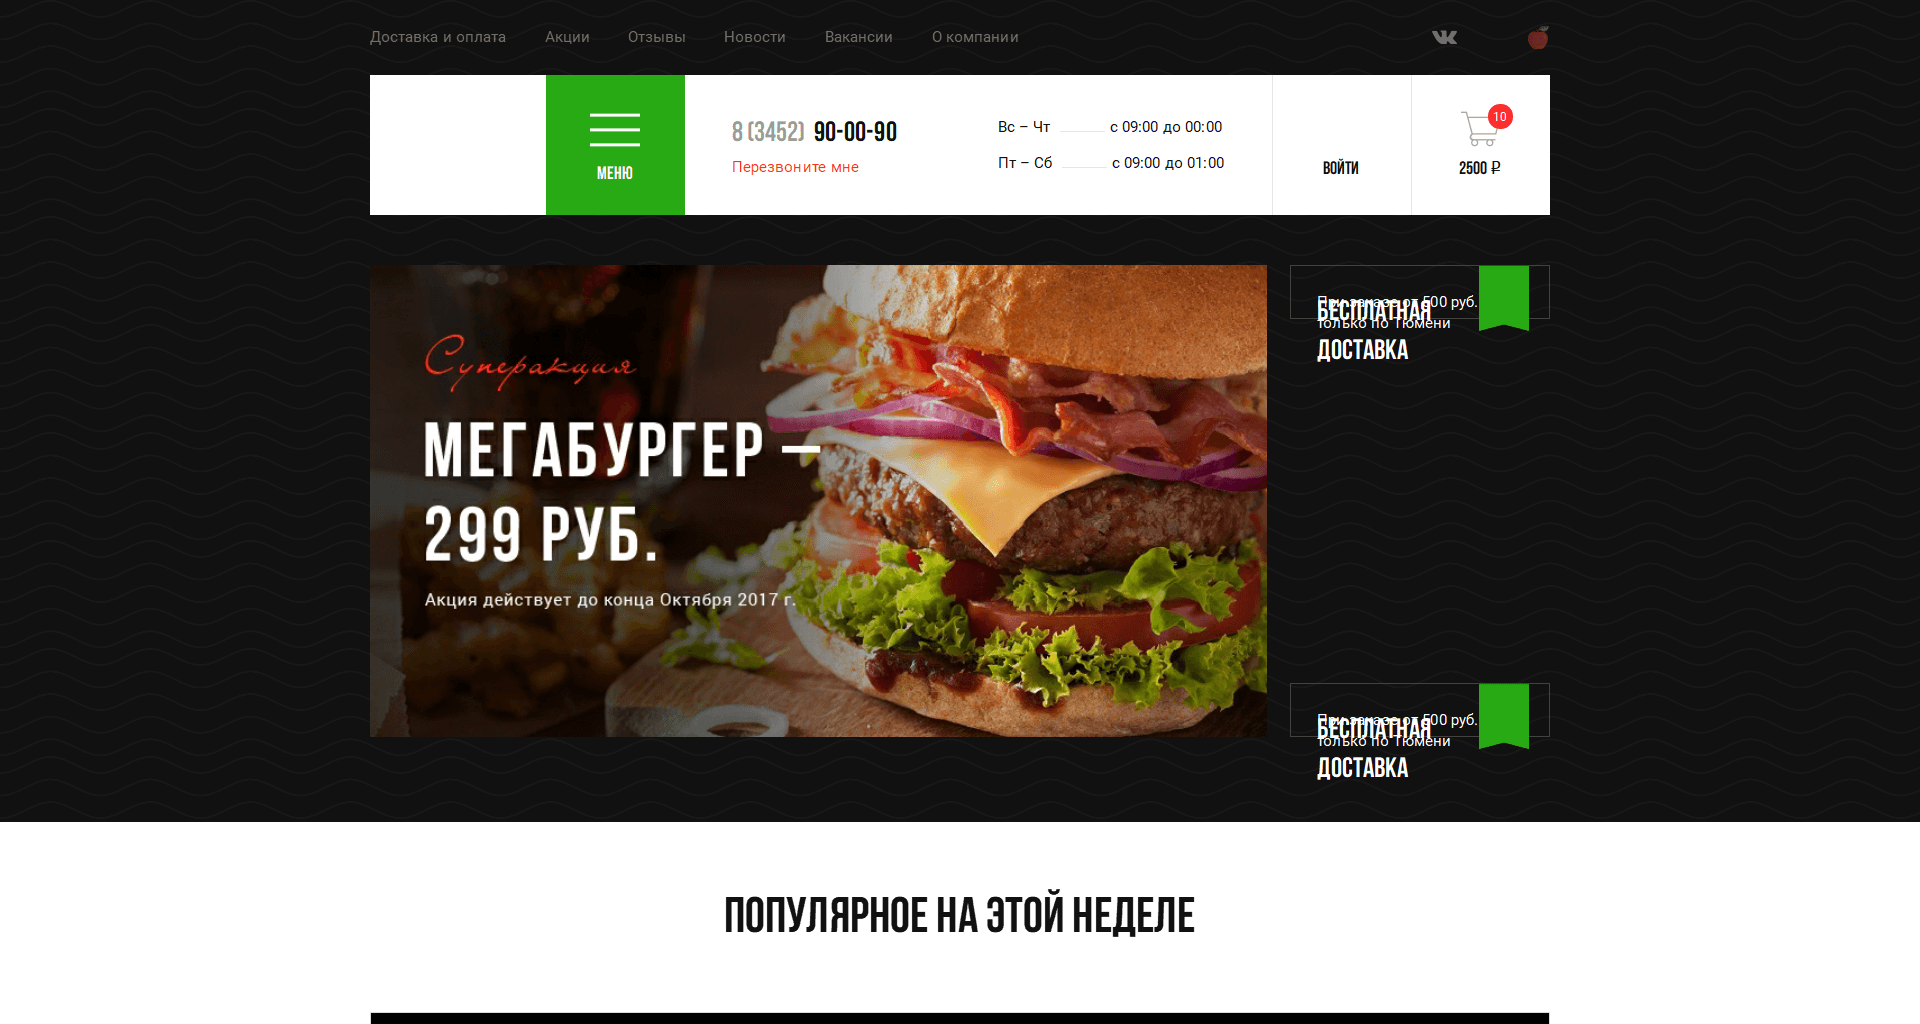 Доставка и оплата
Акции
Отзывы
Новости
Вакансии
О компании
МЕНЮ
8 (3452) 90-00-90
Перезвоните мне
Вс – Чт с 09:00 до 00:00
Пт – Сб с 09:00 до 01:00
ВОЙТИ
10
2500 ₽
Суперакция
МЕГАБУРГЕР –
299 РУБ.
Акция действует до конца Октября 2017 г.
При заказе от 500 руб.
БЕСПЛАТНАЯ
только по Тюмени
ДОСТАВКА
При заказе от 500 руб.
БЕСПЛАТНАЯ
только по Тюмени
ДОСТАВКА
ПОПУЛЯРНОЕ НА ЭТОЙ НЕДЕЛЕ